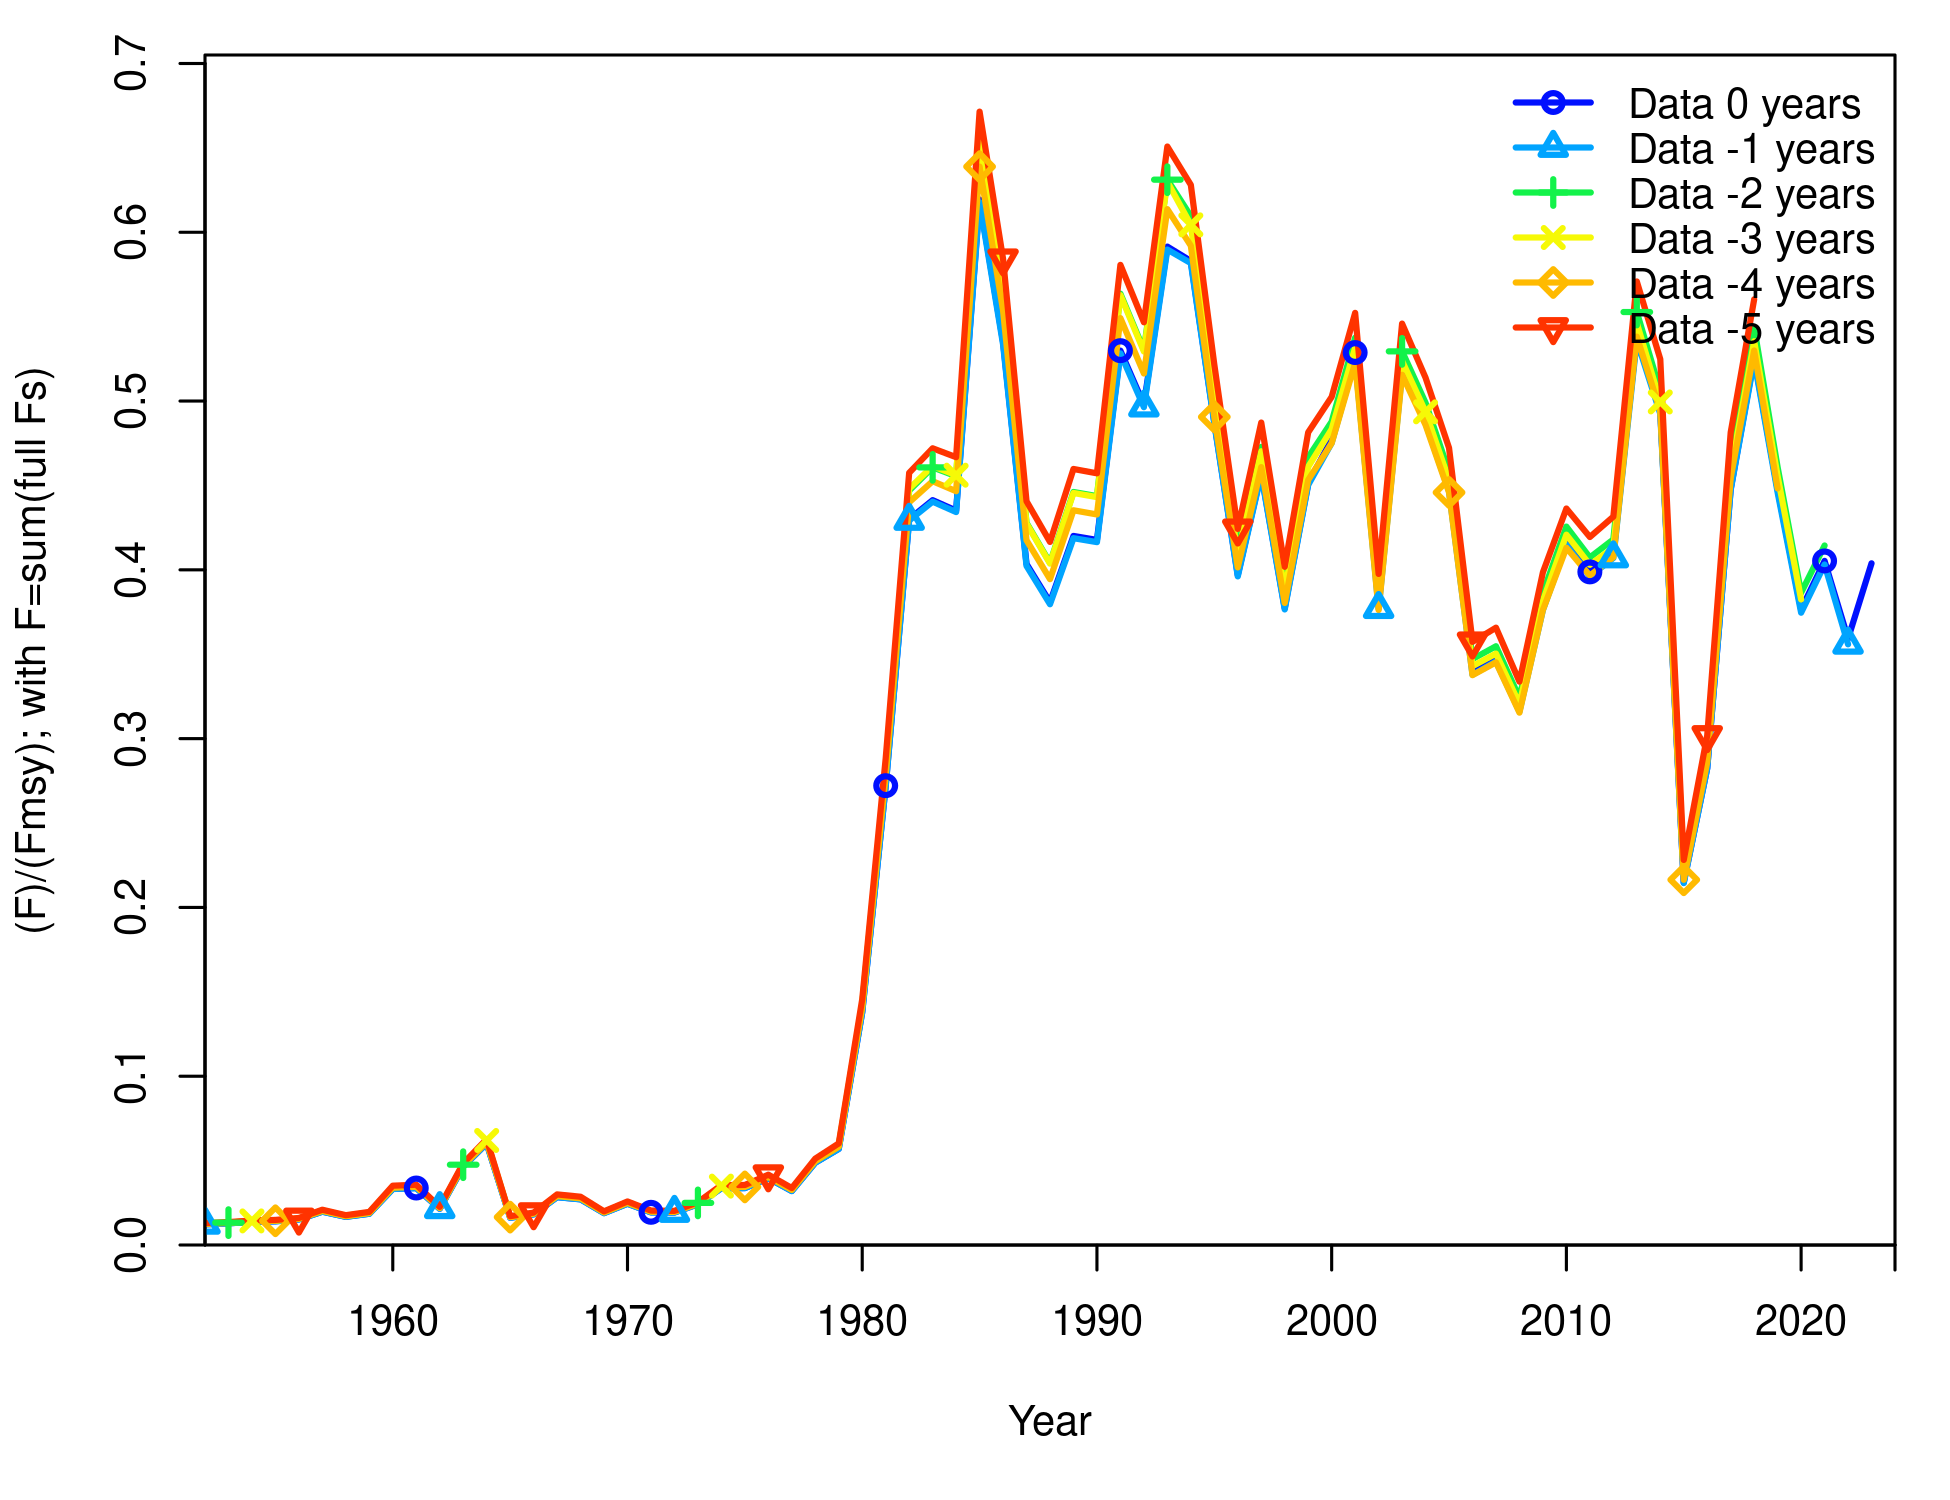 0.7
0.6
0.5
0.4
0.3
0.2
0.1
0.0
(F)/(Fmsy); with F=sum(full Fs)
Data 0 years
Data -1 years
Data -2 years
Data -3 years
Data -4 years
Data -5 years
1960 1970 1980 1990 2000 2010 2020
Year